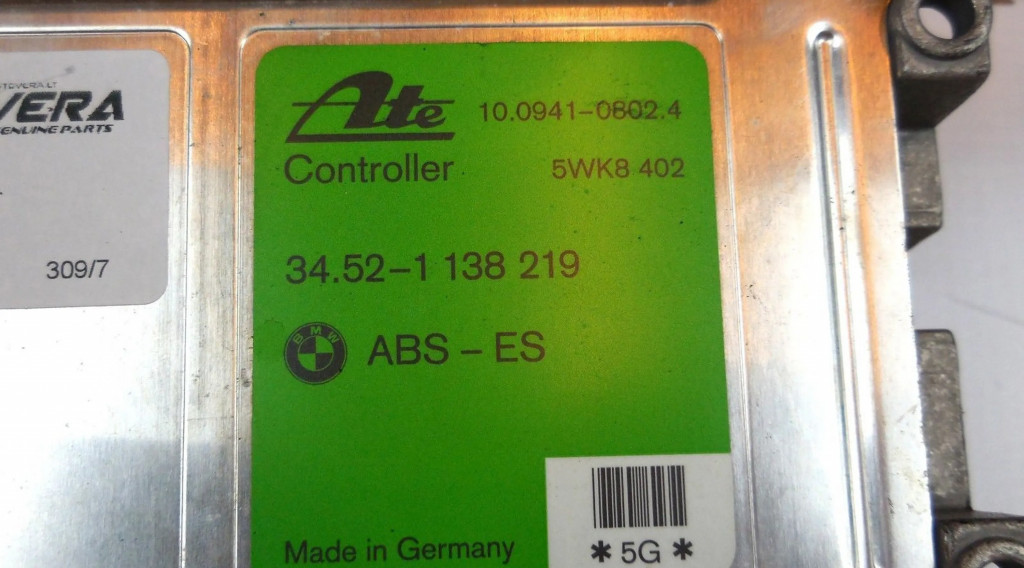 VERA
GENUINE PARTS
309/7
Ate
10.0941-0802.4
Controller
5WK8 402
34.52-1 138 219
BMW
ABS - ES
Made in Germany
* 5G *